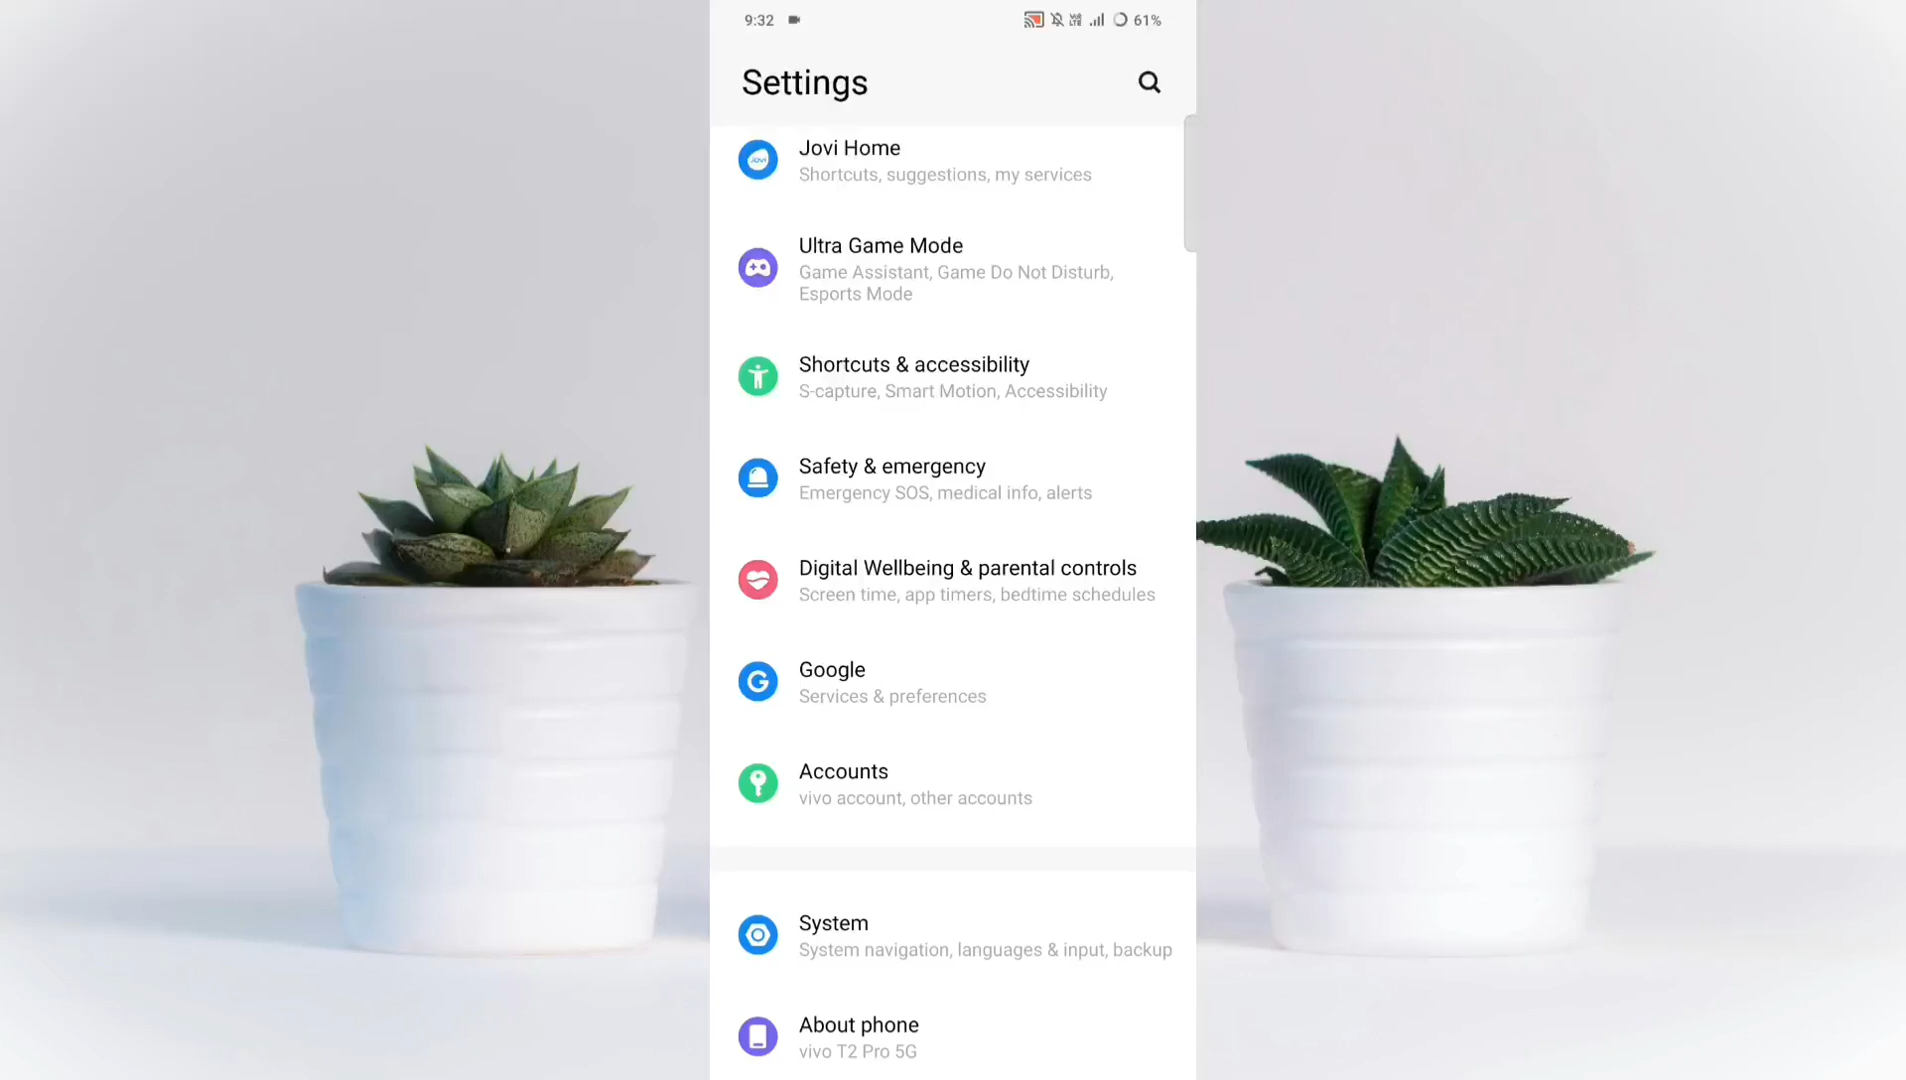 9:32
VoLTE 61%
Settings
JOVI
Jovi Home
Shortcuts, suggestions, my services
Ultra Game Mode
Game Assistant, Game Do Not Disturb,
Esports Mode
Shortcuts & accessibility
S-capture, Smart Motion, Accessibility
Safety & emergency
Emergency SOS, medical info, alerts
Digital Wellbeing & parental controls
Screen time, app timers, bedtime schedules
G
Google
Services & preferences
Accounts
vivo account, other accounts
System
System navigation, languages & input, backup
About phone
vivo T2 Pro 5G